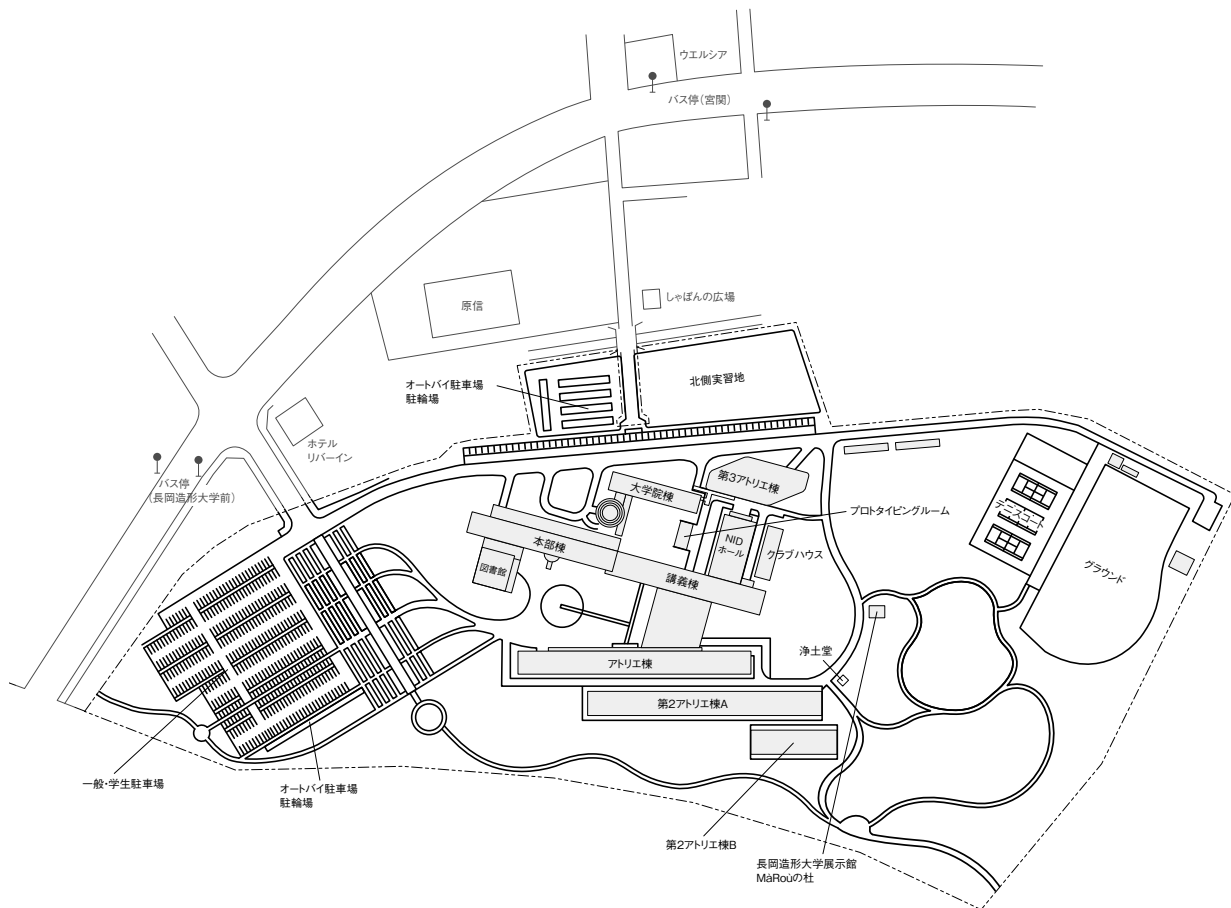 ウエルシア
バス停(宮関)
原信
しゃぼんの広場
オートバイ駐車場
駐輪場
北側実習地
ホテル
リバーイン
バス停
(長岡造形大学前)
大学院棟
第3アトリエ棟
プロトタイピングルーム
テニスコート
本部棟
NID
ホール
クラブハウス
図書館
講義棟
グラウンド
アトリエ棟
浄土堂
第2アトリエ棟A
一般・学生駐車場
オートバイ駐車場
駐輪場
第2アトリエ棟B
長岡造形大学展示館
MàRoùの杜